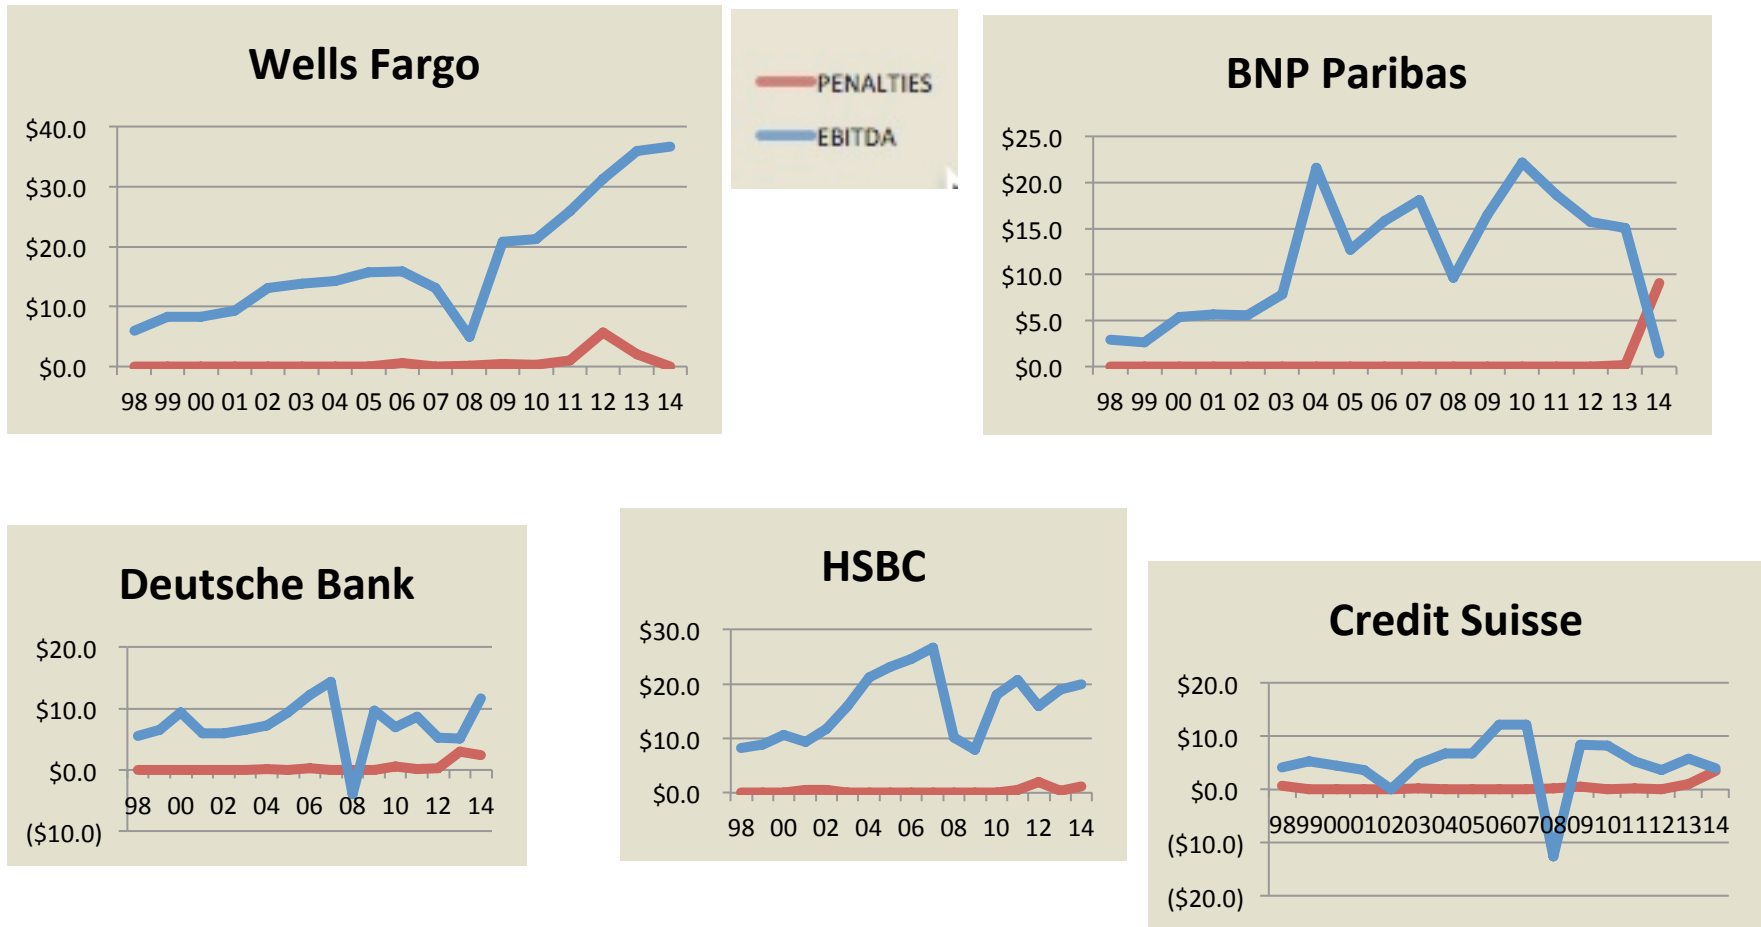 Wells Fargo
$40.0
$30.0
$20.0
$10.0
$0.0
98 99 00 01 02 03 04 05 06 07 08 09 10 11 12 13 14
PENALTIES
EBITDA
BNP Paribas
$25.0
$20.0
$15.0
$10.0
$5.0
$0.0
98 99 00 01 02 03 04 05 06 07 08 09 10 11 12 13 14
Deutsche Bank
$20.0
$10.0
$0.0
98 00 02 04 06 08 10 12 14
($10.0)
HSBC
$30.0
$20.0
$10.0
$0.0
98 00 02 04 06 08 10 12 14
Credit Suisse
$20.0
$10.0
$0.0
9899000102030405060708091011121314
($10.0)
($20.0)